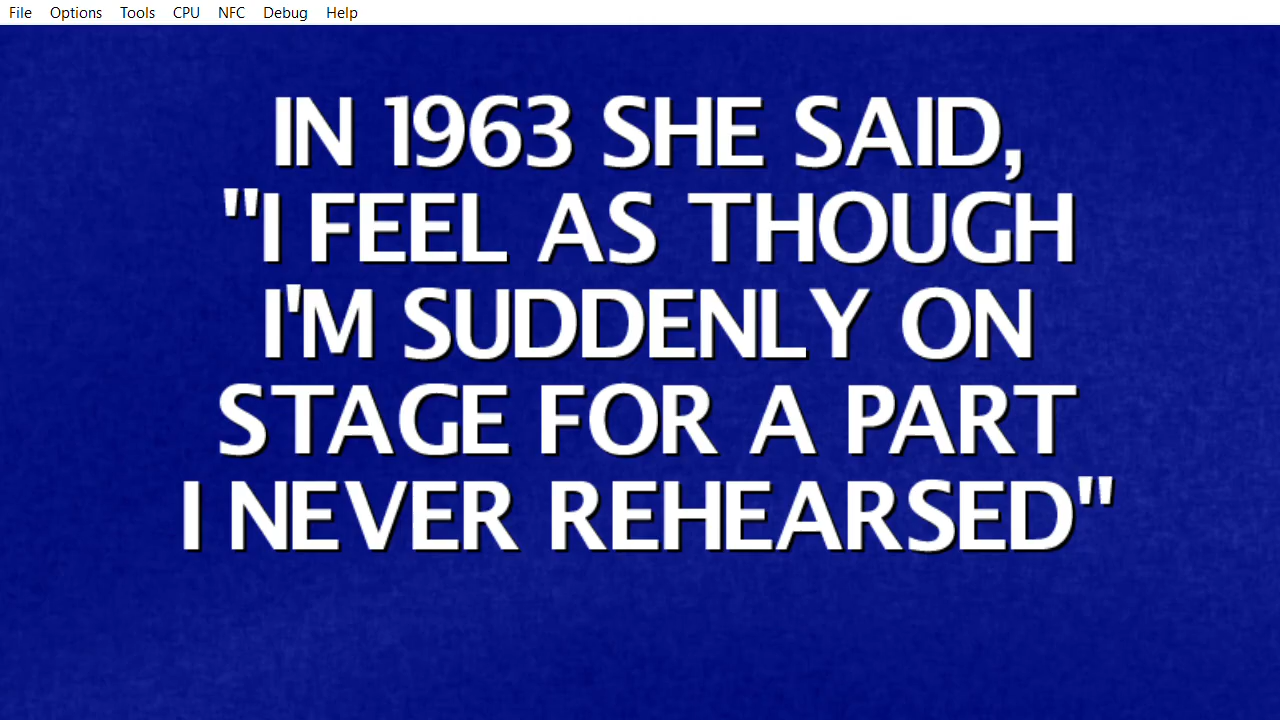 File Options Tools CPU NFC Debug Help
IN 1963 SHE SAID,
"I FEEL AS THOUGH
I'M SUDDENLY ON
STAGE FOR A PART
I NEVER REHEARSED"